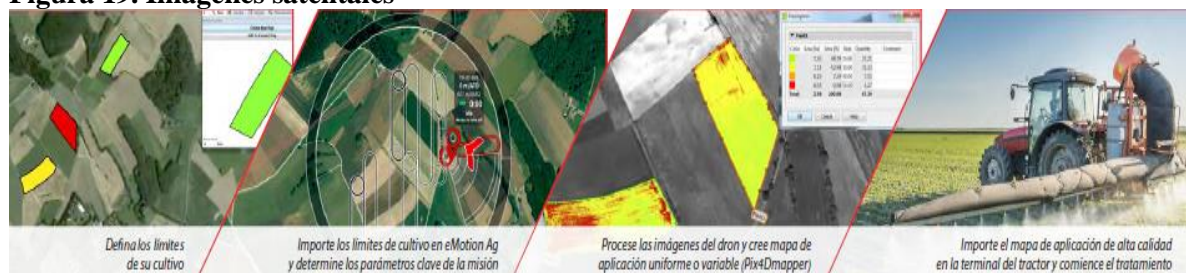 Figura 19. Imágenes satelitales
Defina los límites
de su cultivo
Importe los límites de cultivo en eMotion Ag
y determine los parámetros clave de la misión
Procese las imágenes del dron y cree mapa de
aplicación uniforme o variable (Pix4Dmapper)
Importe el mapa de aplicación de alta calidad
en la terminal del tractor y comience el tratamiento